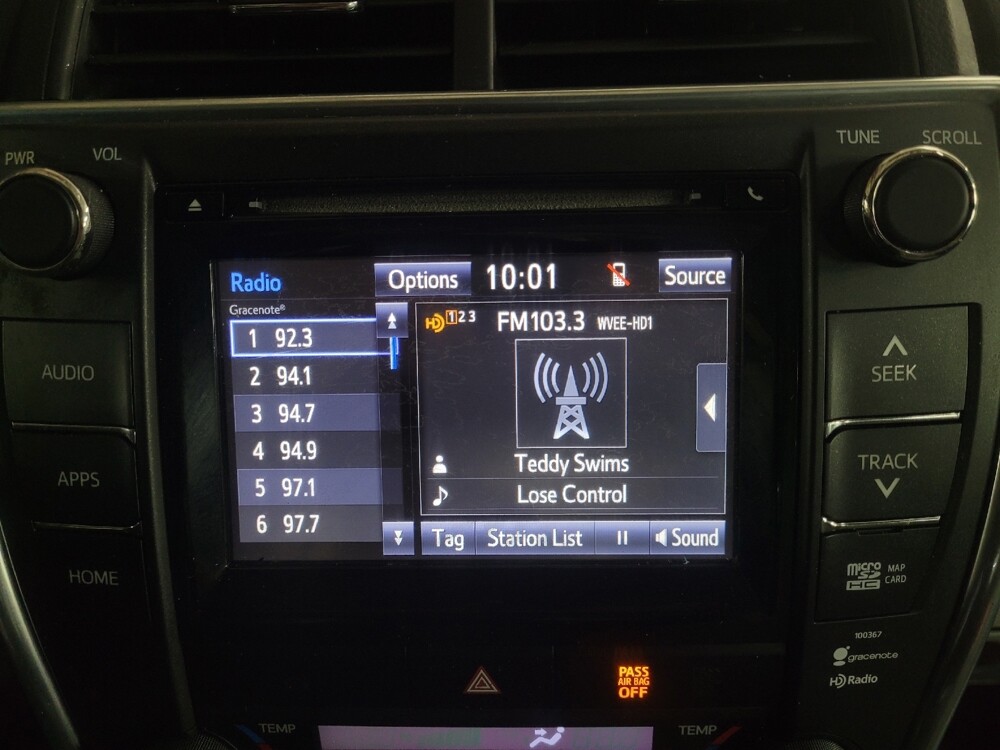 PWR VOL
TUNE SCROLL
Radio Options 10:01 Source
Gracenote®
1 92.3
2 94.1
3 94.7
4 94.9
5 97.1
6 97.7
HD 1 2 3 FM103.3 WVEE-HD1
Teddy Swims
Lose Control
Tag Station List II Sound
AUDIO
APPS
HOME
SEEK
TRACK
micro
SD
HC
MAP
CARD
100367
gracenote
HD Radio
PASS
AIR BAG
OFF
TEMP
TEMP